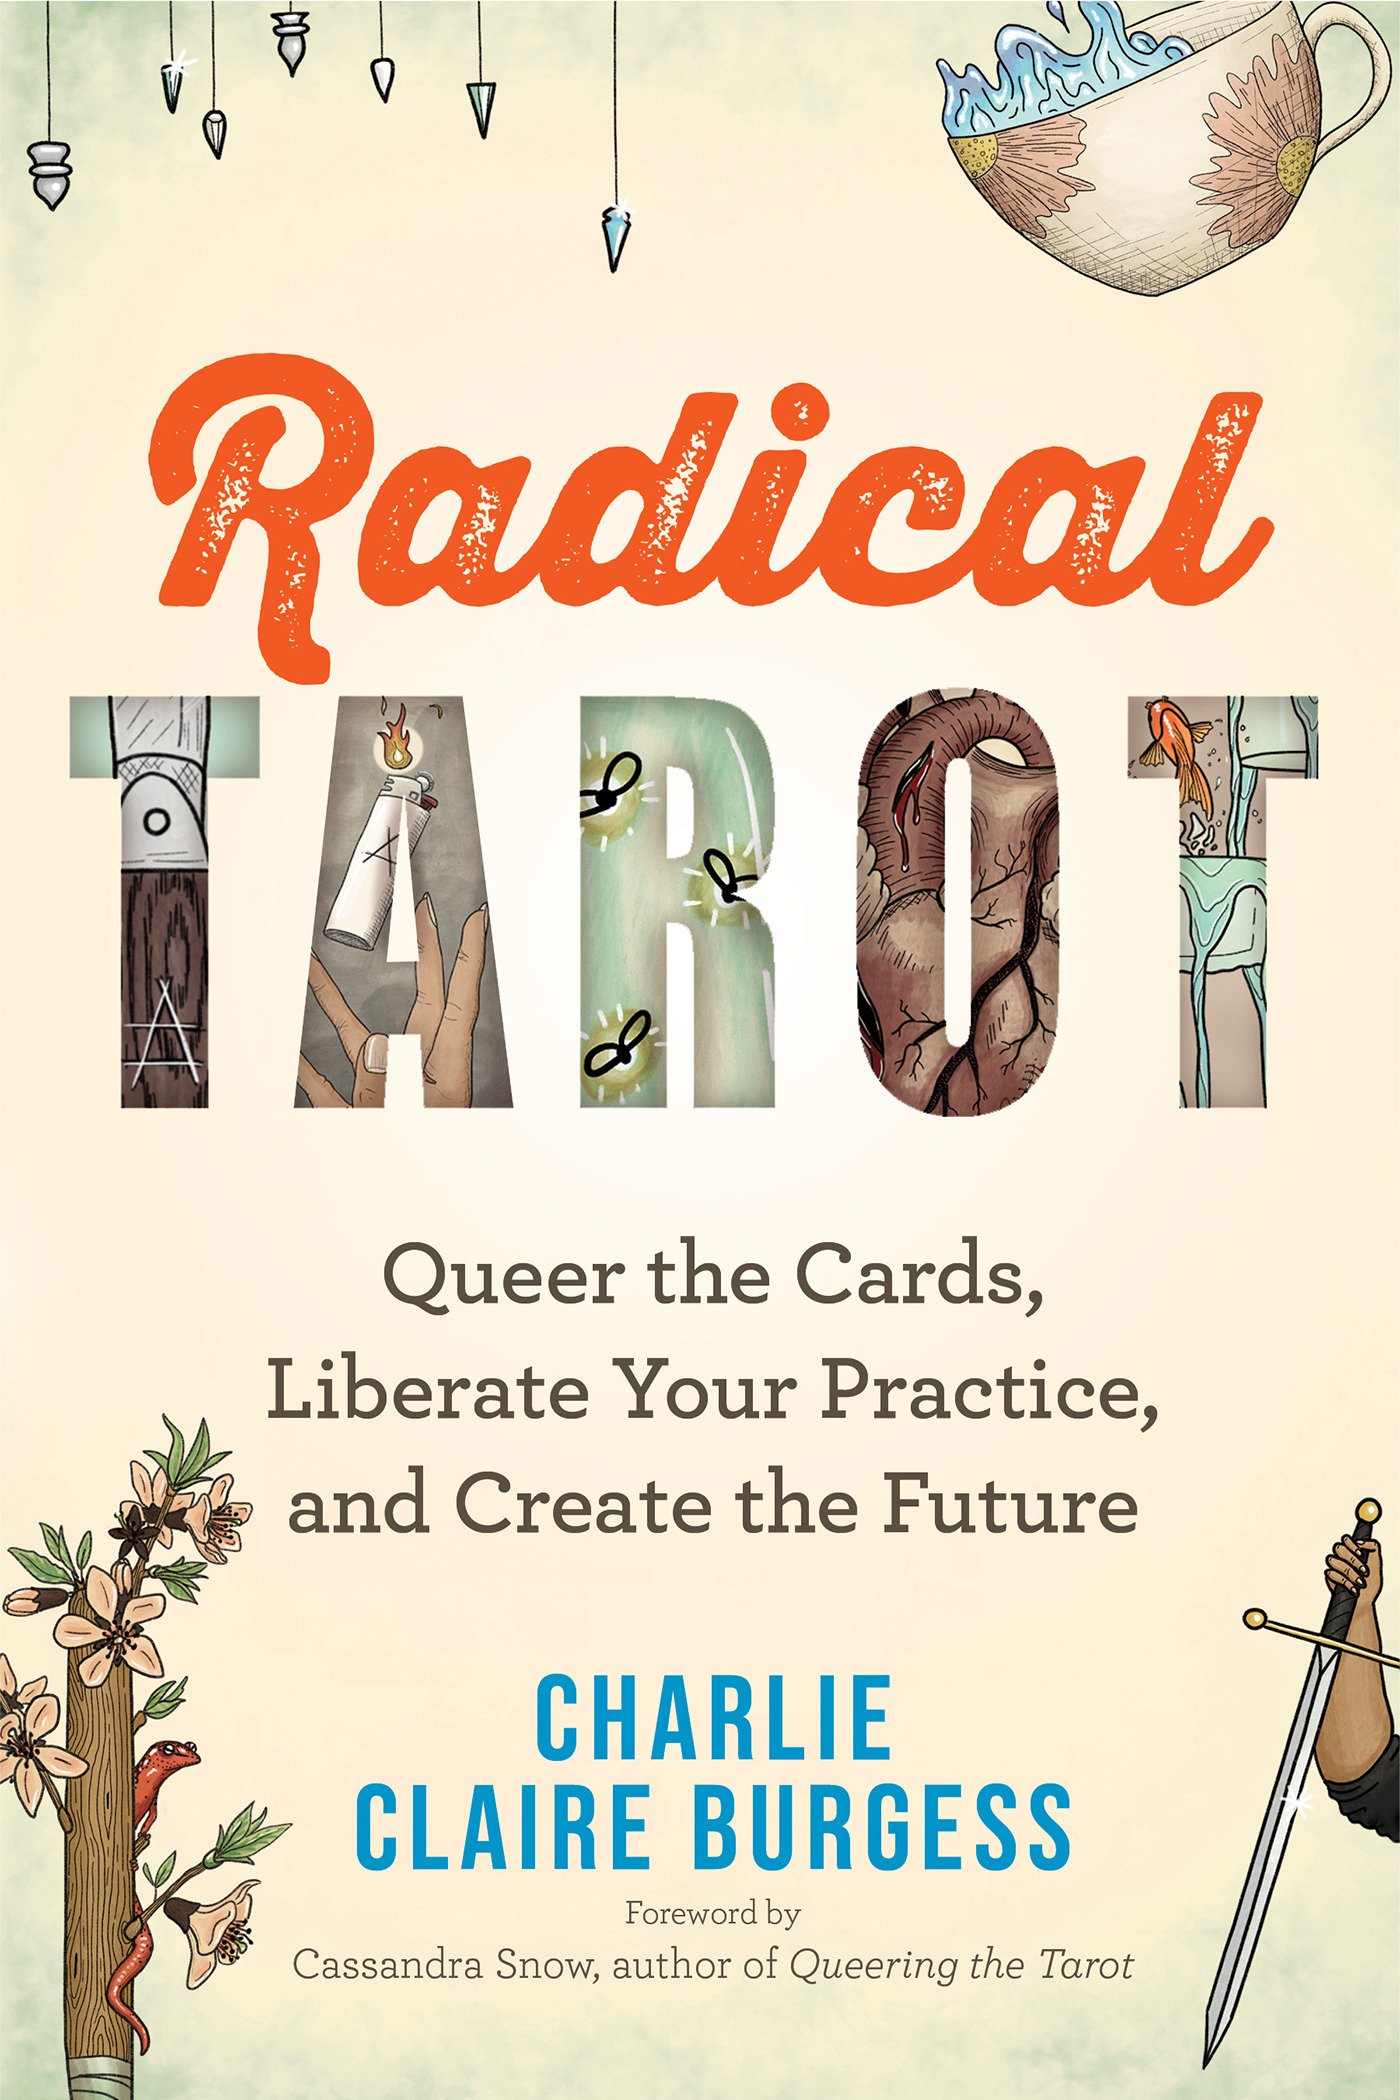 Radical
TAROT
Queer the Cards,
Liberate Your Practice,
and Create the Future
CHARLIE
CLAIRE BURGESS
Foreword by
Cassandra Snow, author of Queering the Tarot